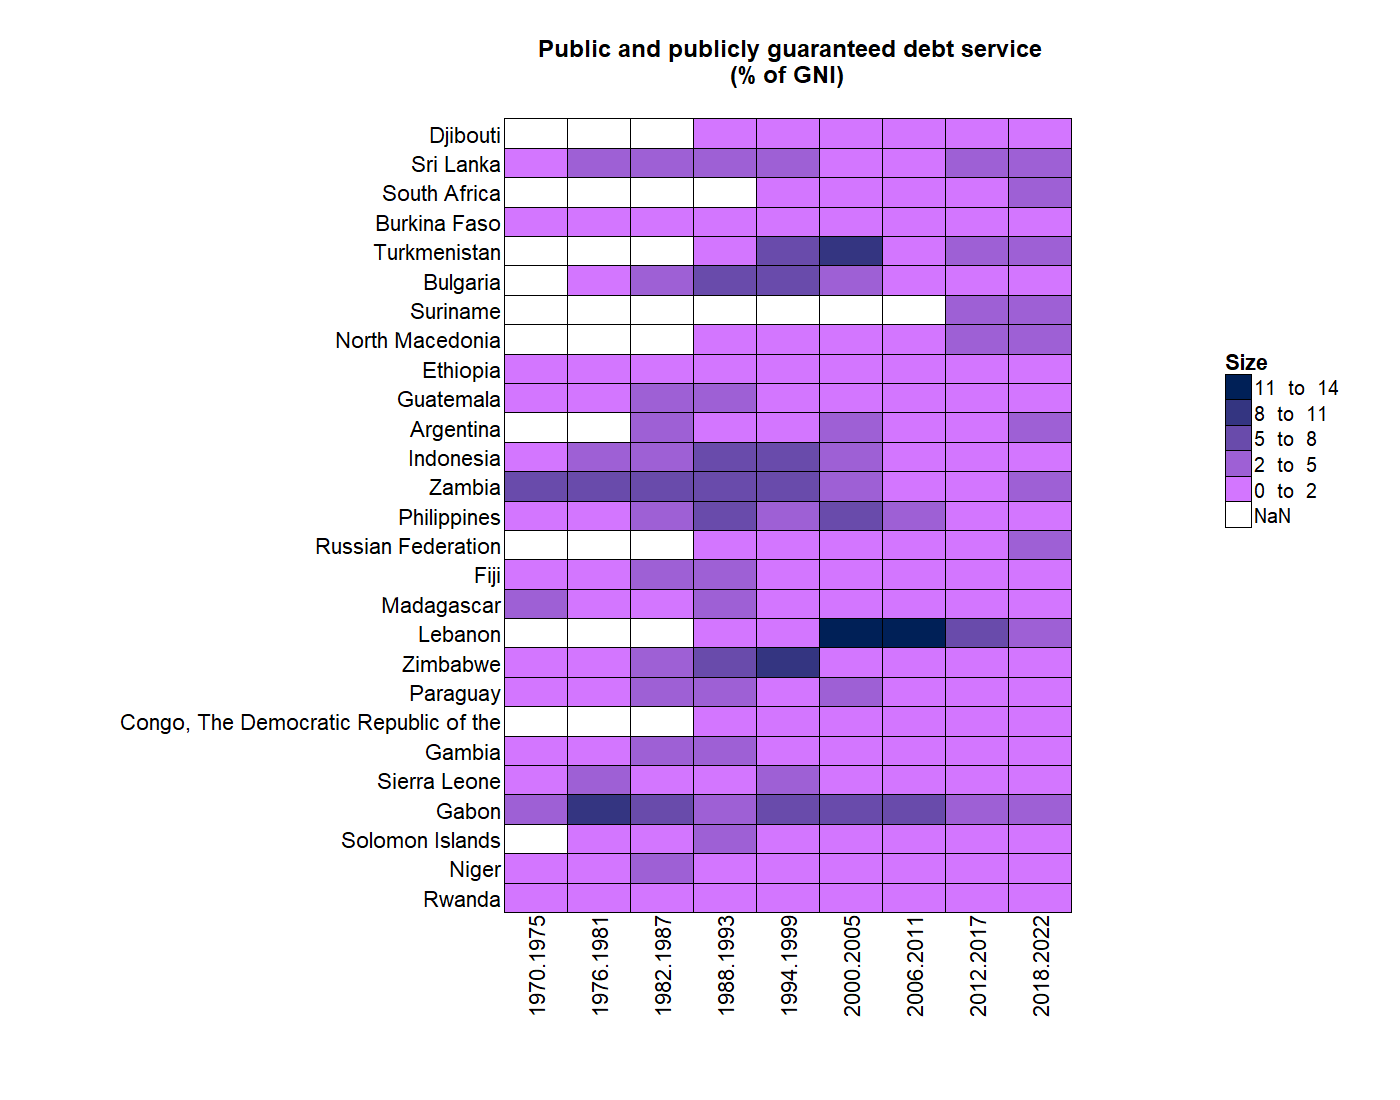 Public and publicly guaranteed debt service
(% of GNI)
Djibouti
Sri Lanka
South Africa
Burkina Faso
Turkmenistan
Bulgaria
Suriname
North Macedonia
Ethiopia
Guatemala
Argentina
Indonesia
Zambia
Philippines
Russian Federation
Fiji
Madagascar
Lebanon
Zimbabwe
Paraguay
Congo, The Democratic Republic of the
Gambia
Sierra Leone
Gabon
Solomon Islands
Niger
Rwanda
1970.1975
1976.1981
1982.1987
1988.1993
1994.1999
2000.2005
2006.2011
2012.2017
2018.2022
Size
11 to 14
8 to 11
5 to 8
2 to 5
0 to 2
NaN